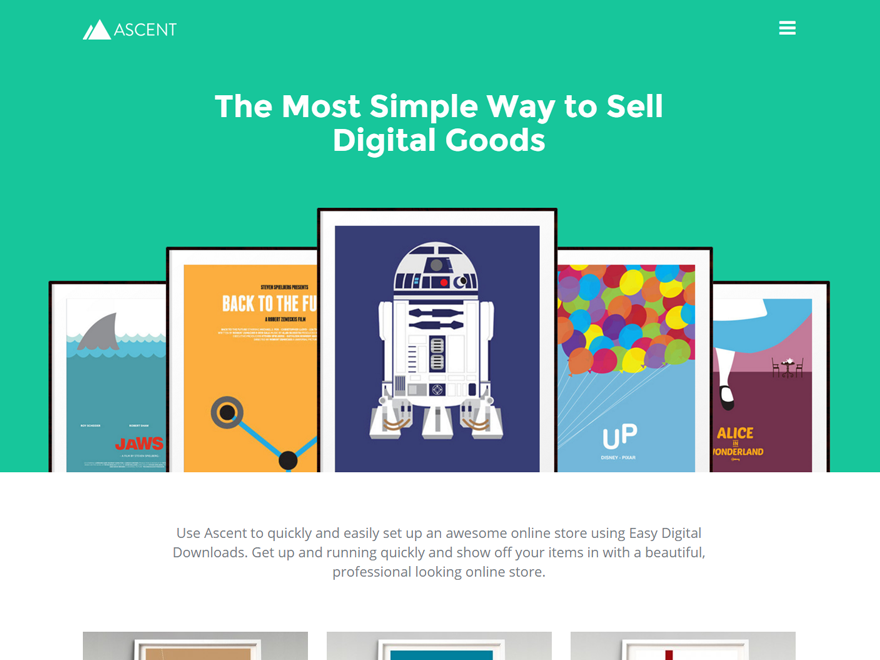 ASCENT
The Most Simple Way to Sell
Digital Goods
STEVEN SPIELBERG PRESENTS
BACK TO THE FU
A ROBERT ZEMECKIS FILM
JAWS
UP
DISNEY - PIXAR
ALICE
IN
WONDERLAND
Use Ascent to quickly and easily set up an awesome online store using Easy Digital
Downloads. Get up and running quickly and show off your items in with a beautiful,
professional looking online store.